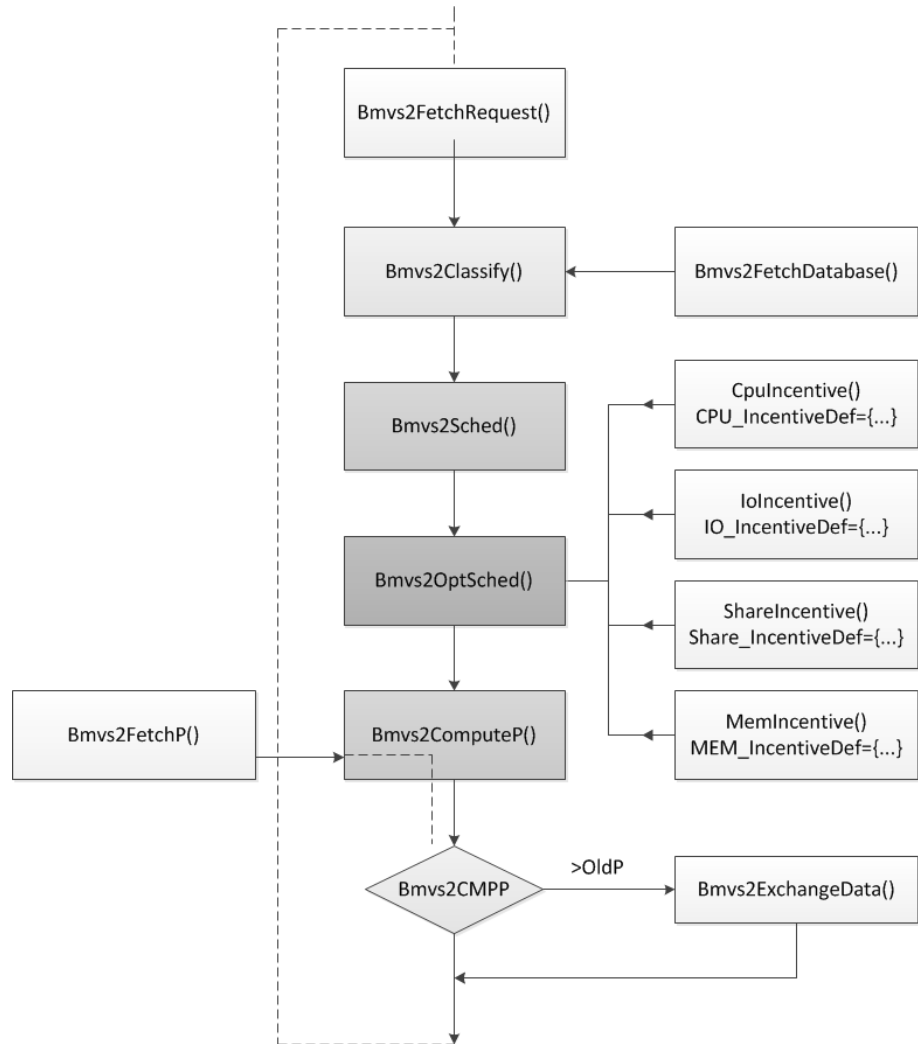 Bmvs2FetchRequest()
Bmvs2Classify()
Bmvs2FetchDatabase()
CpuIncentive()
CPU_IncentiveDef={...}
Bmvs2Sched()
IoIncentive()
IO_IncentiveDef={...}
Bmvs2OptSched()
ShareIncentive()
Share_IncentiveDef={...}
MemIncentive()
MEM_IncentiveDef={...}
Bmvs2FetchP()
Bmvs2ComputeP()
>OldP
Bmvs2CMPP
Bmvs2ExchangeData()